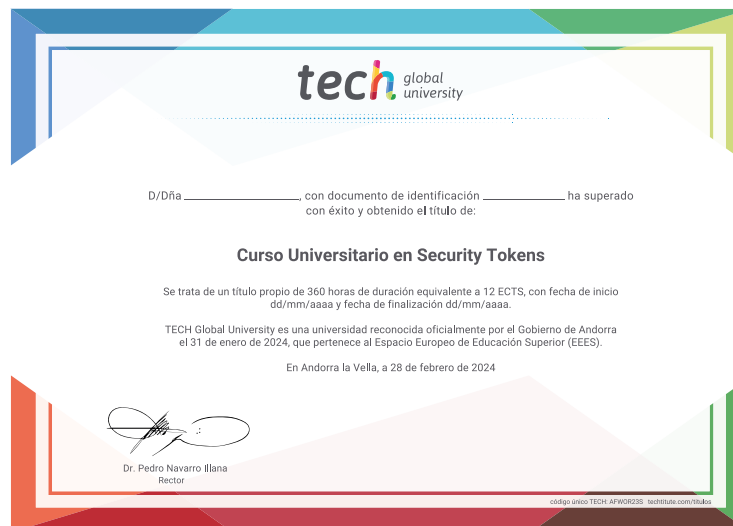 tech global university
D/Dña ____________, con documento de identificación ____________ ha superado
con éxito y obtenido el título de:
Curso Universitario en Security Tokens
Se trata de un título propio de 360 horas de duración equivalente a 12 ECTS, con fecha de inicio
dd/mm/aaaa y fecha de finalización dd/mm/aaaa.
TECH Global University es una universidad reconocida oficialmente por el Gobierno de Andorra
el 31 de enero de 2024, que pertenece al Espacio Europeo de Educación Superior (EEES).
En Andorra la Vella, a 28 de febrero de 2024
Dr. Pedro Navarro Illana
Rector
código único TECH: AFWOR23S techtitute.com/titulos